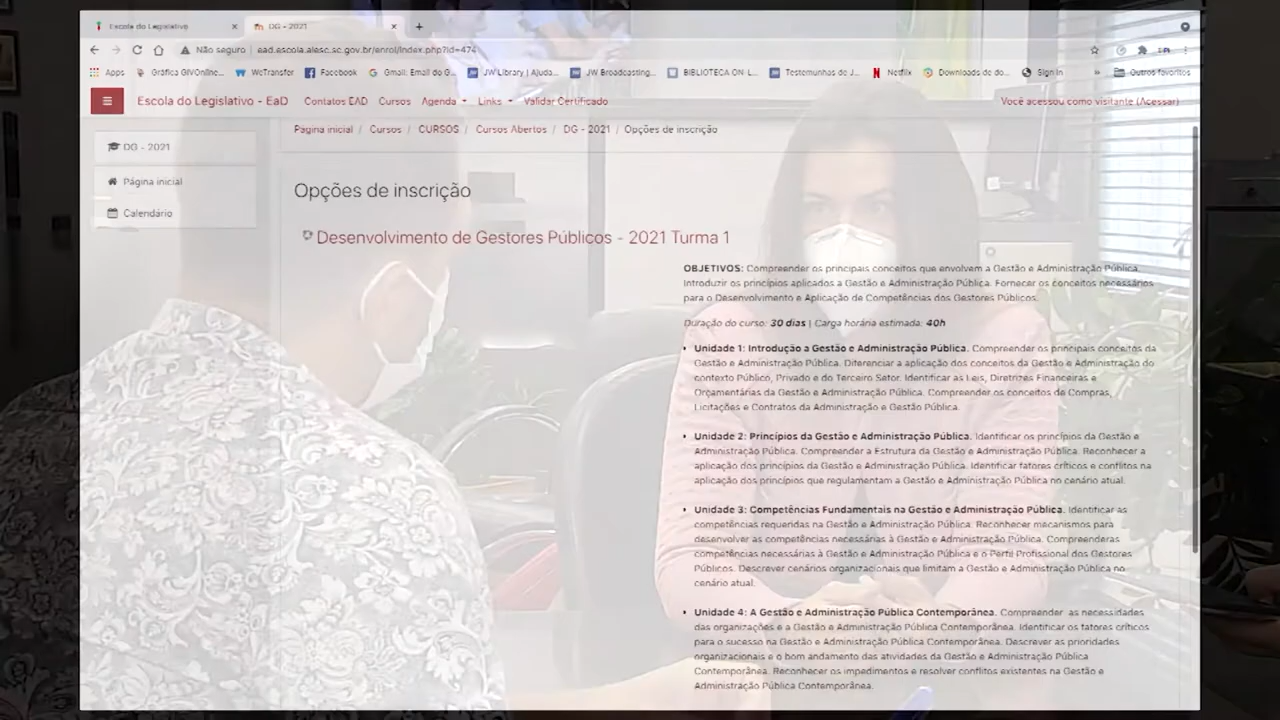 Escola do Legislativo
DG - 2021
Não seguro | ead.escola.alesc.sc.gov.br/enrol/index.php?id=474
Apps Gráfica GIVOnline... WeTransfer Facebook Gmail: Email do G... JW Library | Ajuda... JW Broadcasting... BIBLIOTECA ON-L... Testemunhas de J... Netflix Downloads de do... Sign In » Outros favoritos
Escola do Legislativo - EaD Contatos EAD Cursos Agenda Links Validar Certificado Você acessou como visitante (Acessar)
Página inicial / Cursos / CURSOS / Cursos Abertos / DG - 2021 / Opções de inscrição
DG - 2021
Página inicial
Calendário
Opções de inscrição
Desenvolvimento de Gestores Públicos - 2021 Turma 1
OBJETIVOS: Compreender os principais conceitos que envolvem a Gestão e Administração Pública.
Introduzir os princípios aplicados a Gestão e Administração Pública. Fornecer os conceitos necessários
para o Desenvolvimento e Aplicação de Competências dos Gestores Públicos.
Duração do curso: 30 dias | Carga horária estimada: 40h
• Unidade 1: Introdução a Gestão e Administração Pública. Compreender os principais conceitos da
Gestão e Administração Pública. Diferenciar a aplicação dos conceitos da Gestão e Administração do
contexto Público, Privado e do Terceiro Setor. Identificar as Leis, Diretrizes Financeiras e
Orçamentárias da Gestão e Administração Pública. Compreender os conceitos de Compras,
Licitações e Contratos da Administração e Gestão Pública.
• Unidade 2: Princípios da Gestão e Administração Pública. Identificar os princípios da Gestão e
Administração Pública. Compreender a Estrutura da Gestão e Administração Pública. Reconhecer a
aplicação dos princípios da Gestão e Administração Pública. Identificar fatores críticos e conflitos na
aplicação dos princípios que regulamentam a Gestão e Administração Pública no cenário atual.
• Unidade 3: Competências Fundamentais na Gestão e Administração Pública. Identificar as
competências requeridas na Gestão e Administração Pública. Reconhecer mecanismos para
desenvolver as competências necessárias à Gestão e Administração Pública. Compreenderas
competências necessárias à Gestão e Administração Pública e o Perfil Profissional dos Gestores
Públicos. Descrever cenários organizacionais que limitam a Gestão e Administração Pública no
cenário atual.
• Unidade 4: A Gestão e Administração Pública Contemporânea. Compreender as necessidades
das organizações e a Gestão e Administração Pública Contemporânea. Identificar os fatores críticos
para o sucesso na Gestão e Administração Pública Contemporânea. Descrever as prioridades
organizacionais e o bom andamento das atividades da Gestão e Administração Pública
Contemporânea. Reconhecer os impedimentos e resolver conflitos existentes na Gestão e
Administração Pública Contemporânea.